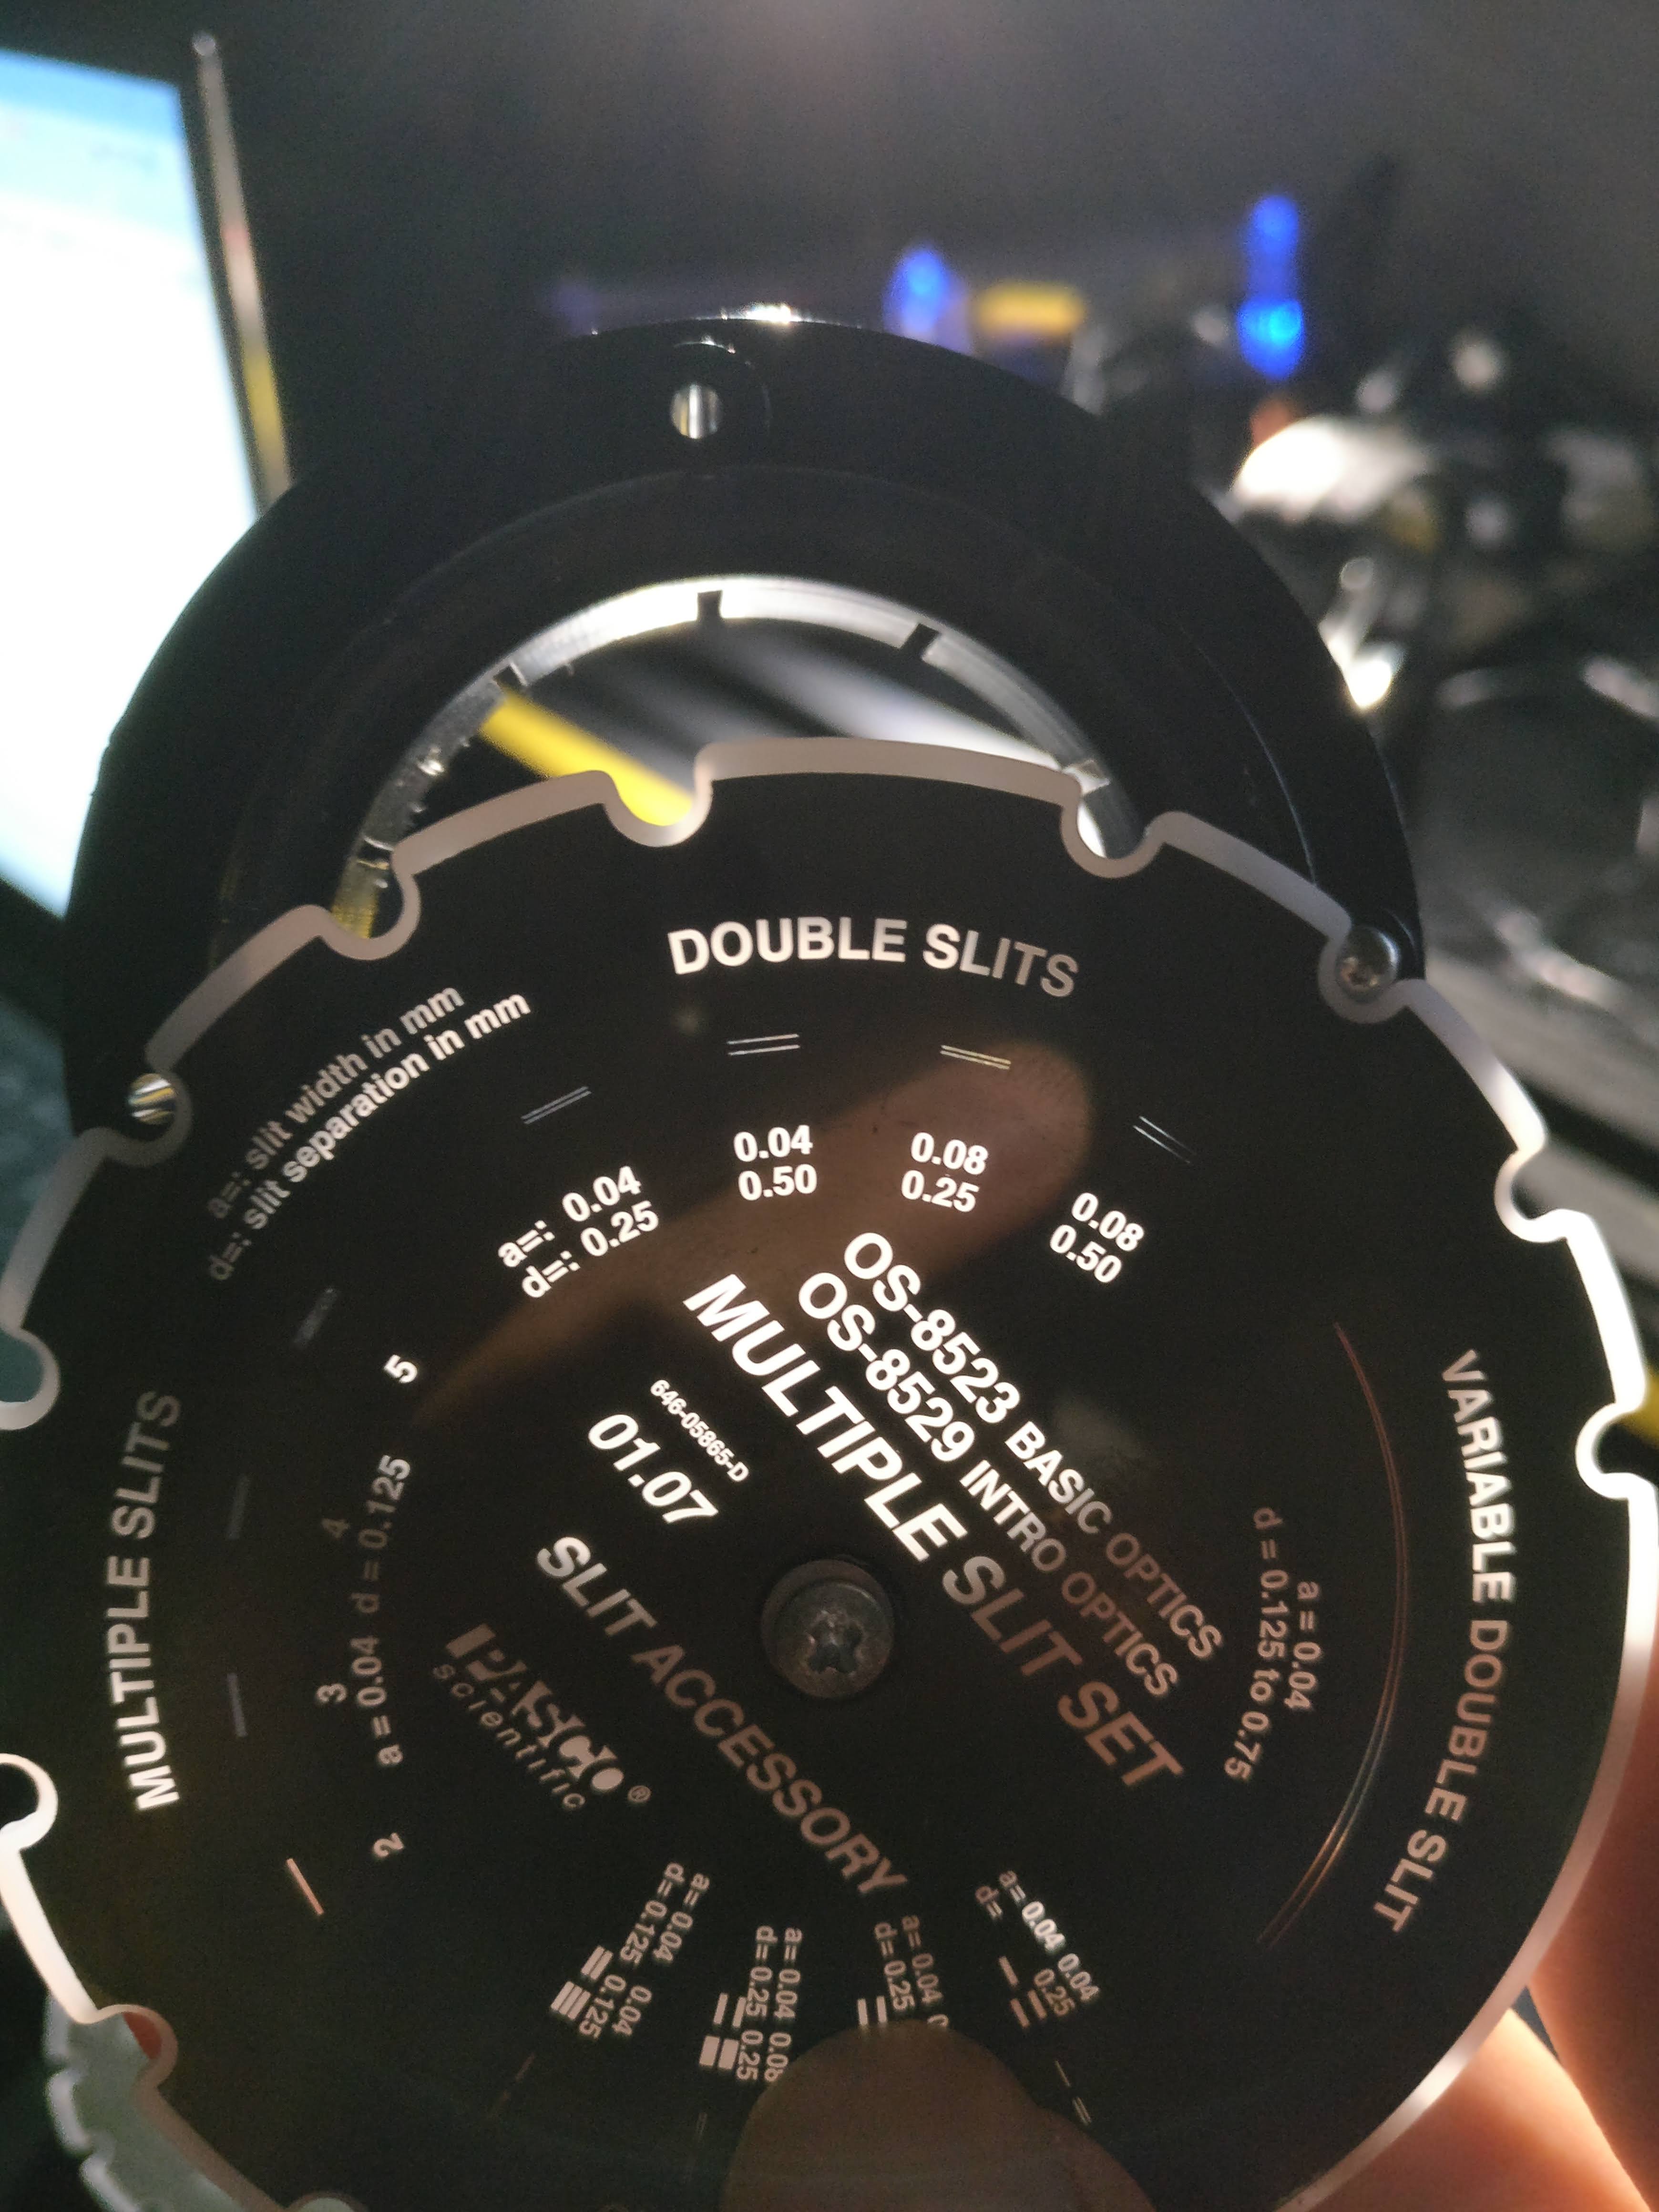 DOUBLE SLITS
a=: slit width in mm
d=: slit separation in mm
a=: 0.04
d=: 0.25
0.04
0.50
0.08
0.25
0.08
0.50
OS-8523 BASIC OPTICS
OS-8529 INTRO OPTICS
MULTIPLE SLIT SET
646-05865-D
01.07
SLIT ACCESSORY
PASCO®
scientific
VARIABLE DOUBLE SLIT
a = 0.04
d = 0.125 to 0.75
MULTIPLE SLITS
2
3
4
5
a = 0.04 d = 0.125
a= 0.04 0.04
d= 0.125 0.125
a= 0.04 0.08
d= 0.25 0.25
a= 0.04
d= 0.25
a= 0.04 0.04
d= 0.25